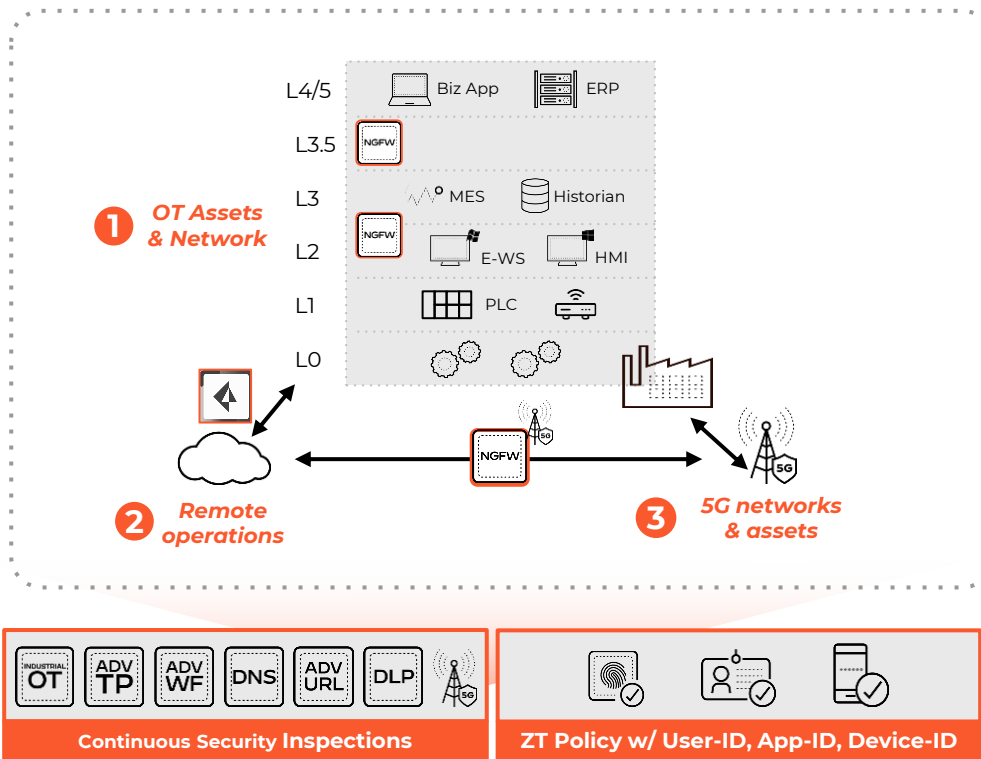 L4/5
Biz App
ERP
L3.5
NGFW
L3
MES
Historian
1
OT Assets
& Network
NGFW
L2
E-WS
HMI
L1
PLC
L0
5G
NGFW
5G
2
Remote
operations
3
5G networks
& assets
INDUSTRIAL
OT
ADV
TP
ADV
WF
DNS
ADV
URL
DLP
5G
Continuous Security Inspections
ZT Policy w/ User-ID, App-ID, Device-ID